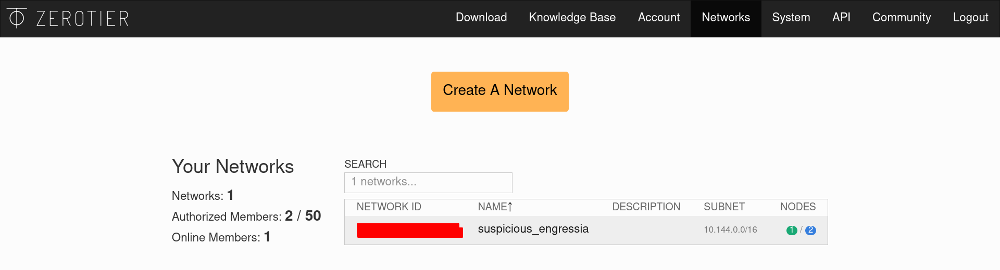 ZEROTIER Download Knowledge Base Account Networks System API Community Logout
Create A Network
Your Networks
Networks: 1
Authorized Members: 2 / 50
Online Members: 1
SEARCH
1 networks...
NETWORK ID NAME↑ DESCRIPTION SUBNET NODES
suspicious_engressia 10.144.0.0/16 1 / 2